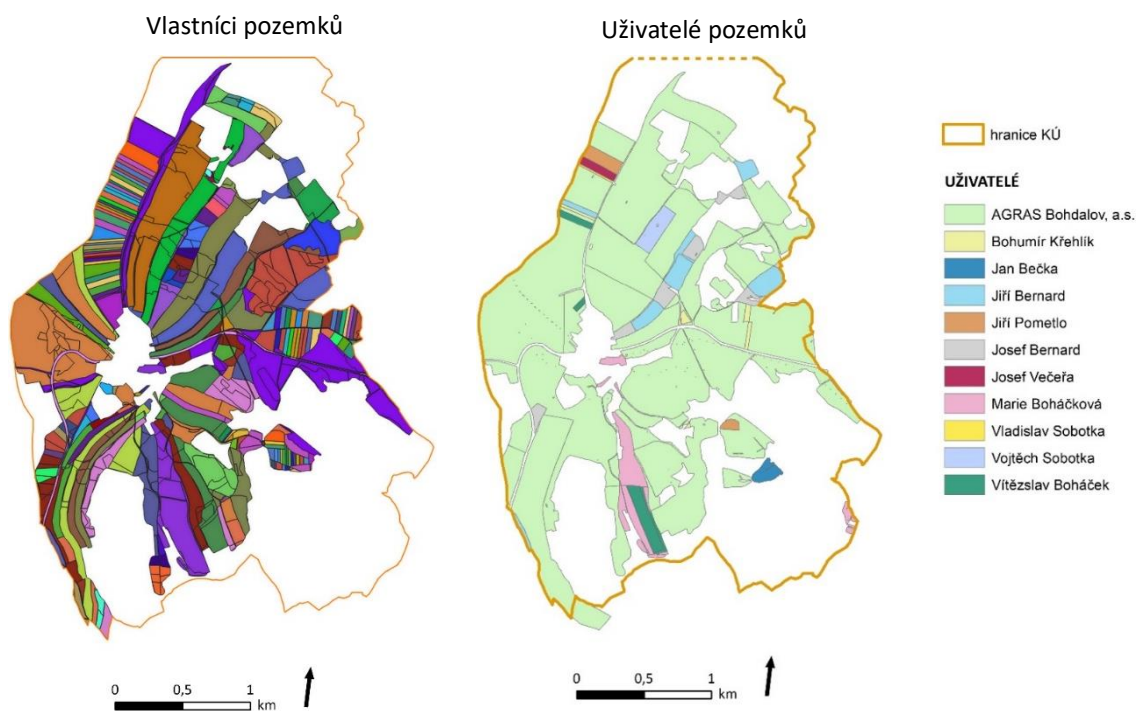 Vlastníci pozemků
Uživatelé pozemků
hranice KÚ
UŽIVATELÉ
AGRAS Bohdalov, a.s.
Bohumír Křehlík
Jan Bečka
Jiří Bernard
Jiří Pometlo
Josef Bernard
Josef Večeřa
Marie Boháčková
Vladislav Sobotka
Vojtěch Sobotka
Vítězslav Boháček
0 0,5 1
km
0 0,5 1
km